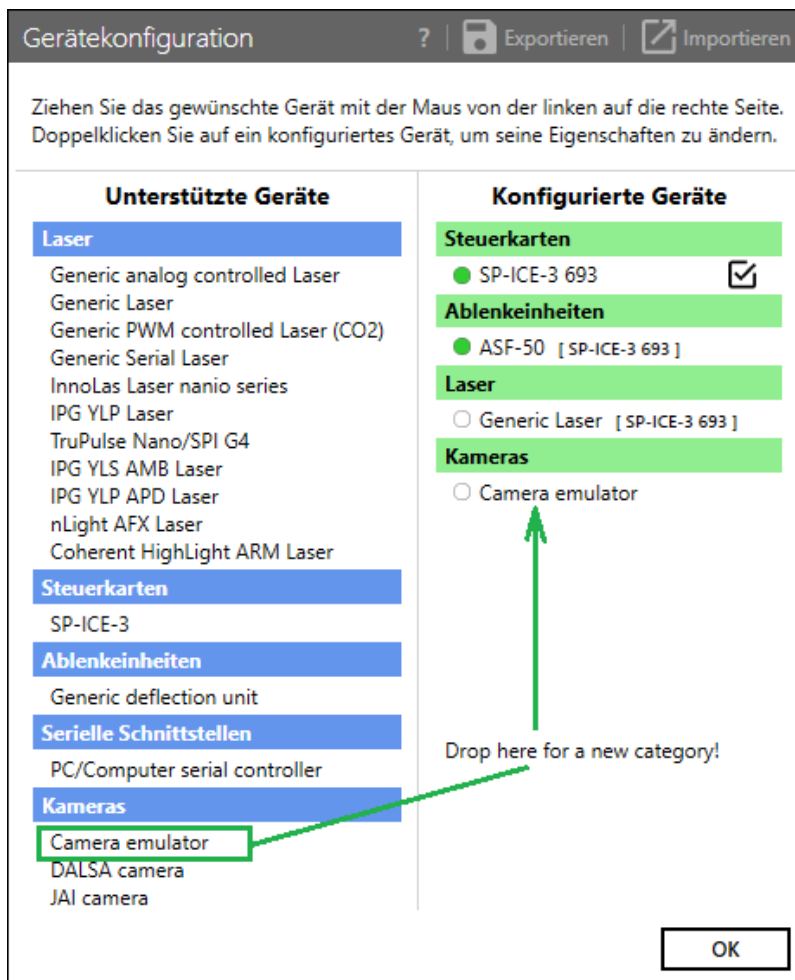 Gerätekonfiguration ? | Exportieren | Importieren
Ziehen Sie das gewünschte Gerät mit der Maus von der linken auf die rechte Seite.
Doppelklicken Sie auf ein konfiguriertes Gerät, um seine Eigenschaften zu ändern.
Unterstützte Geräte
Laser
Generic analog controlled Laser
Generic Laser
Generic PWM controlled Laser (CO2)
Generic Serial Laser
InnoLas Laser nanio series
IPG YLP Laser
TruPulse Nano/SPI G4
IPG YLS AMB Laser
IPG YLP APD Laser
nLight AFX Laser
Coherent HighLight ARM Laser
Steuerkarten
SP-ICE-3
Ablenkeinheiten
Generic deflection unit
Serielle Schnittstellen
PC/Computer serial controller
Kameras
Camera emulator
DALSA camera
JAI camera
Konfigurierte Geräte
Steuerkarten
SP-ICE-3 693
Ablenkeinheiten
ASF-50 [ SP-ICE-3 693 ]
Laser
Generic Laser [ SP-ICE-3 693 ]
Kameras
Camera emulator
Drop here for a new category!
OK